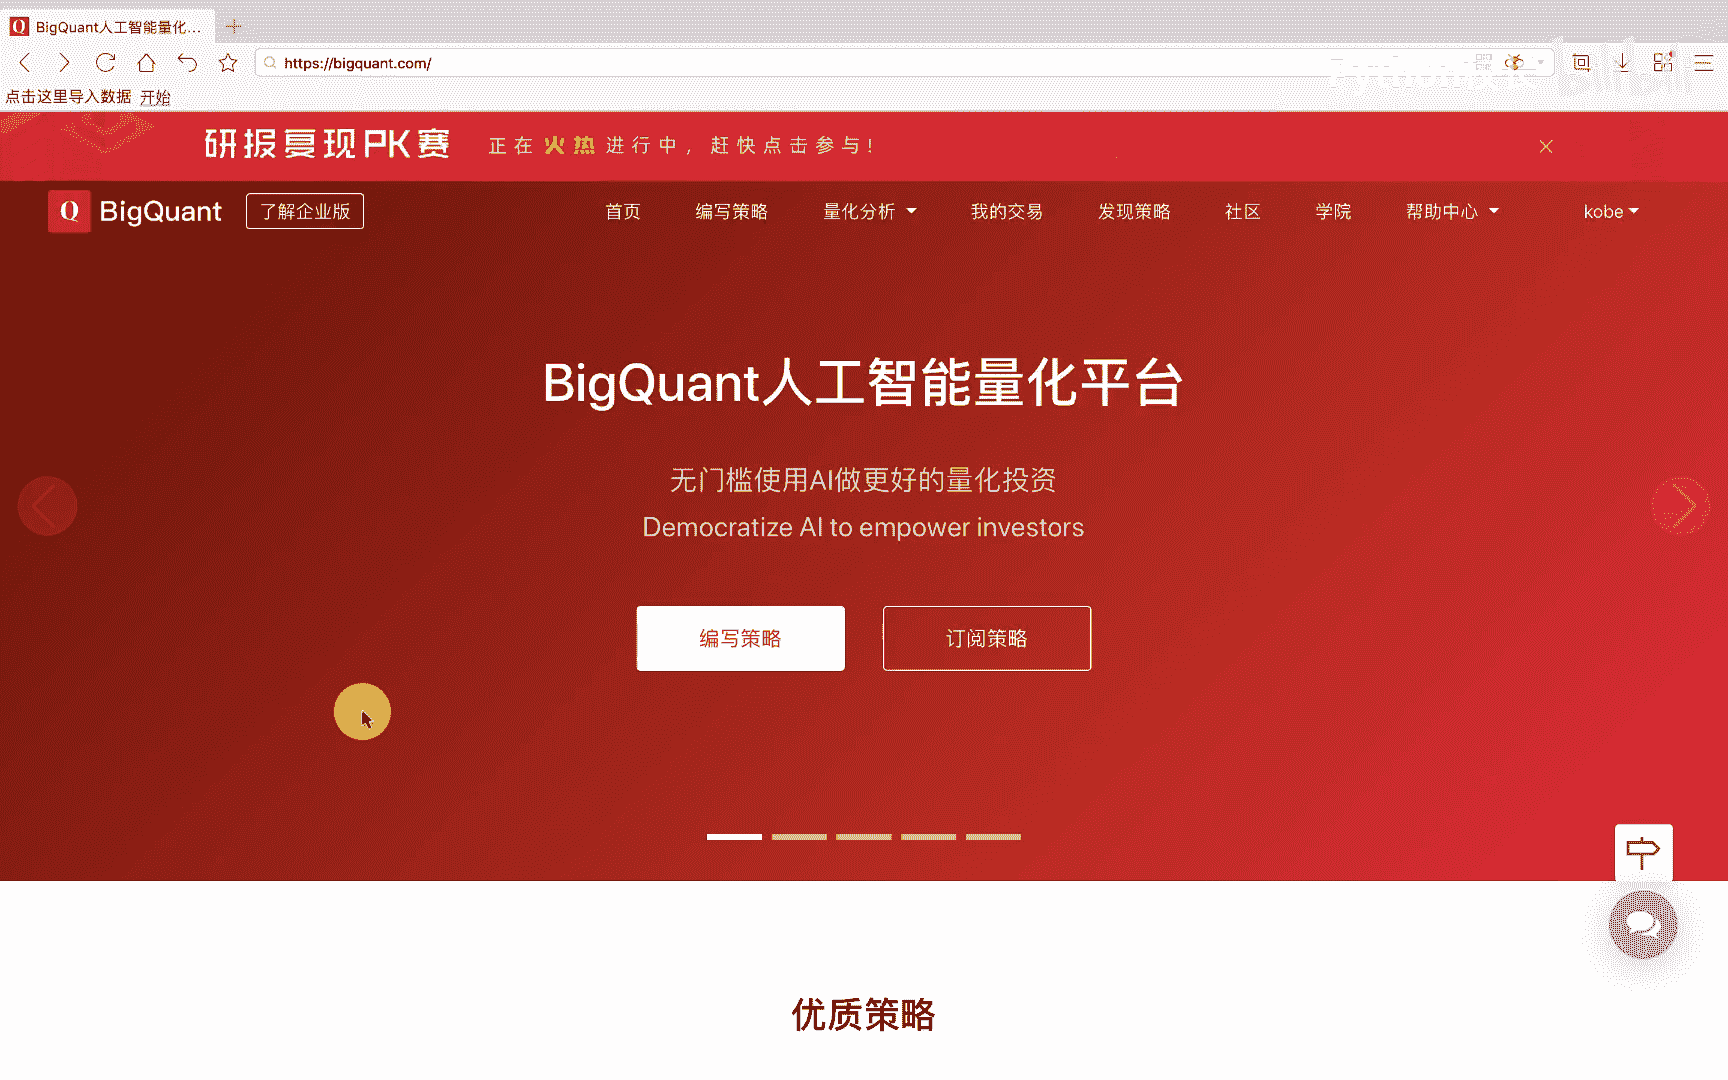 BigQuant人工智能量化...
https://bigquant.com/
点击这里导入数据 开始
研报复现PK赛 正在火热进行中，赶快点击参与!
Q BigQuant 了解企业版 首页 编写策略 量化分析 我的交易 发现策略 社区 学院 帮助中心 kobe
BigQuant人工智能量化平台
无门槛使用AI做更好的量化投资
Democratize AI to empower investors
编写策略 订阅策略
优质策略